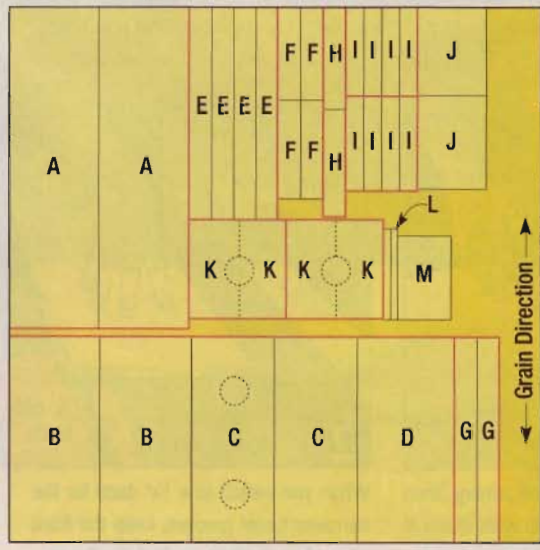 F F H I I I I J
E E E E
A A F F H I I I I J
L
K K K K M
Grain Direction
B B C C D G G